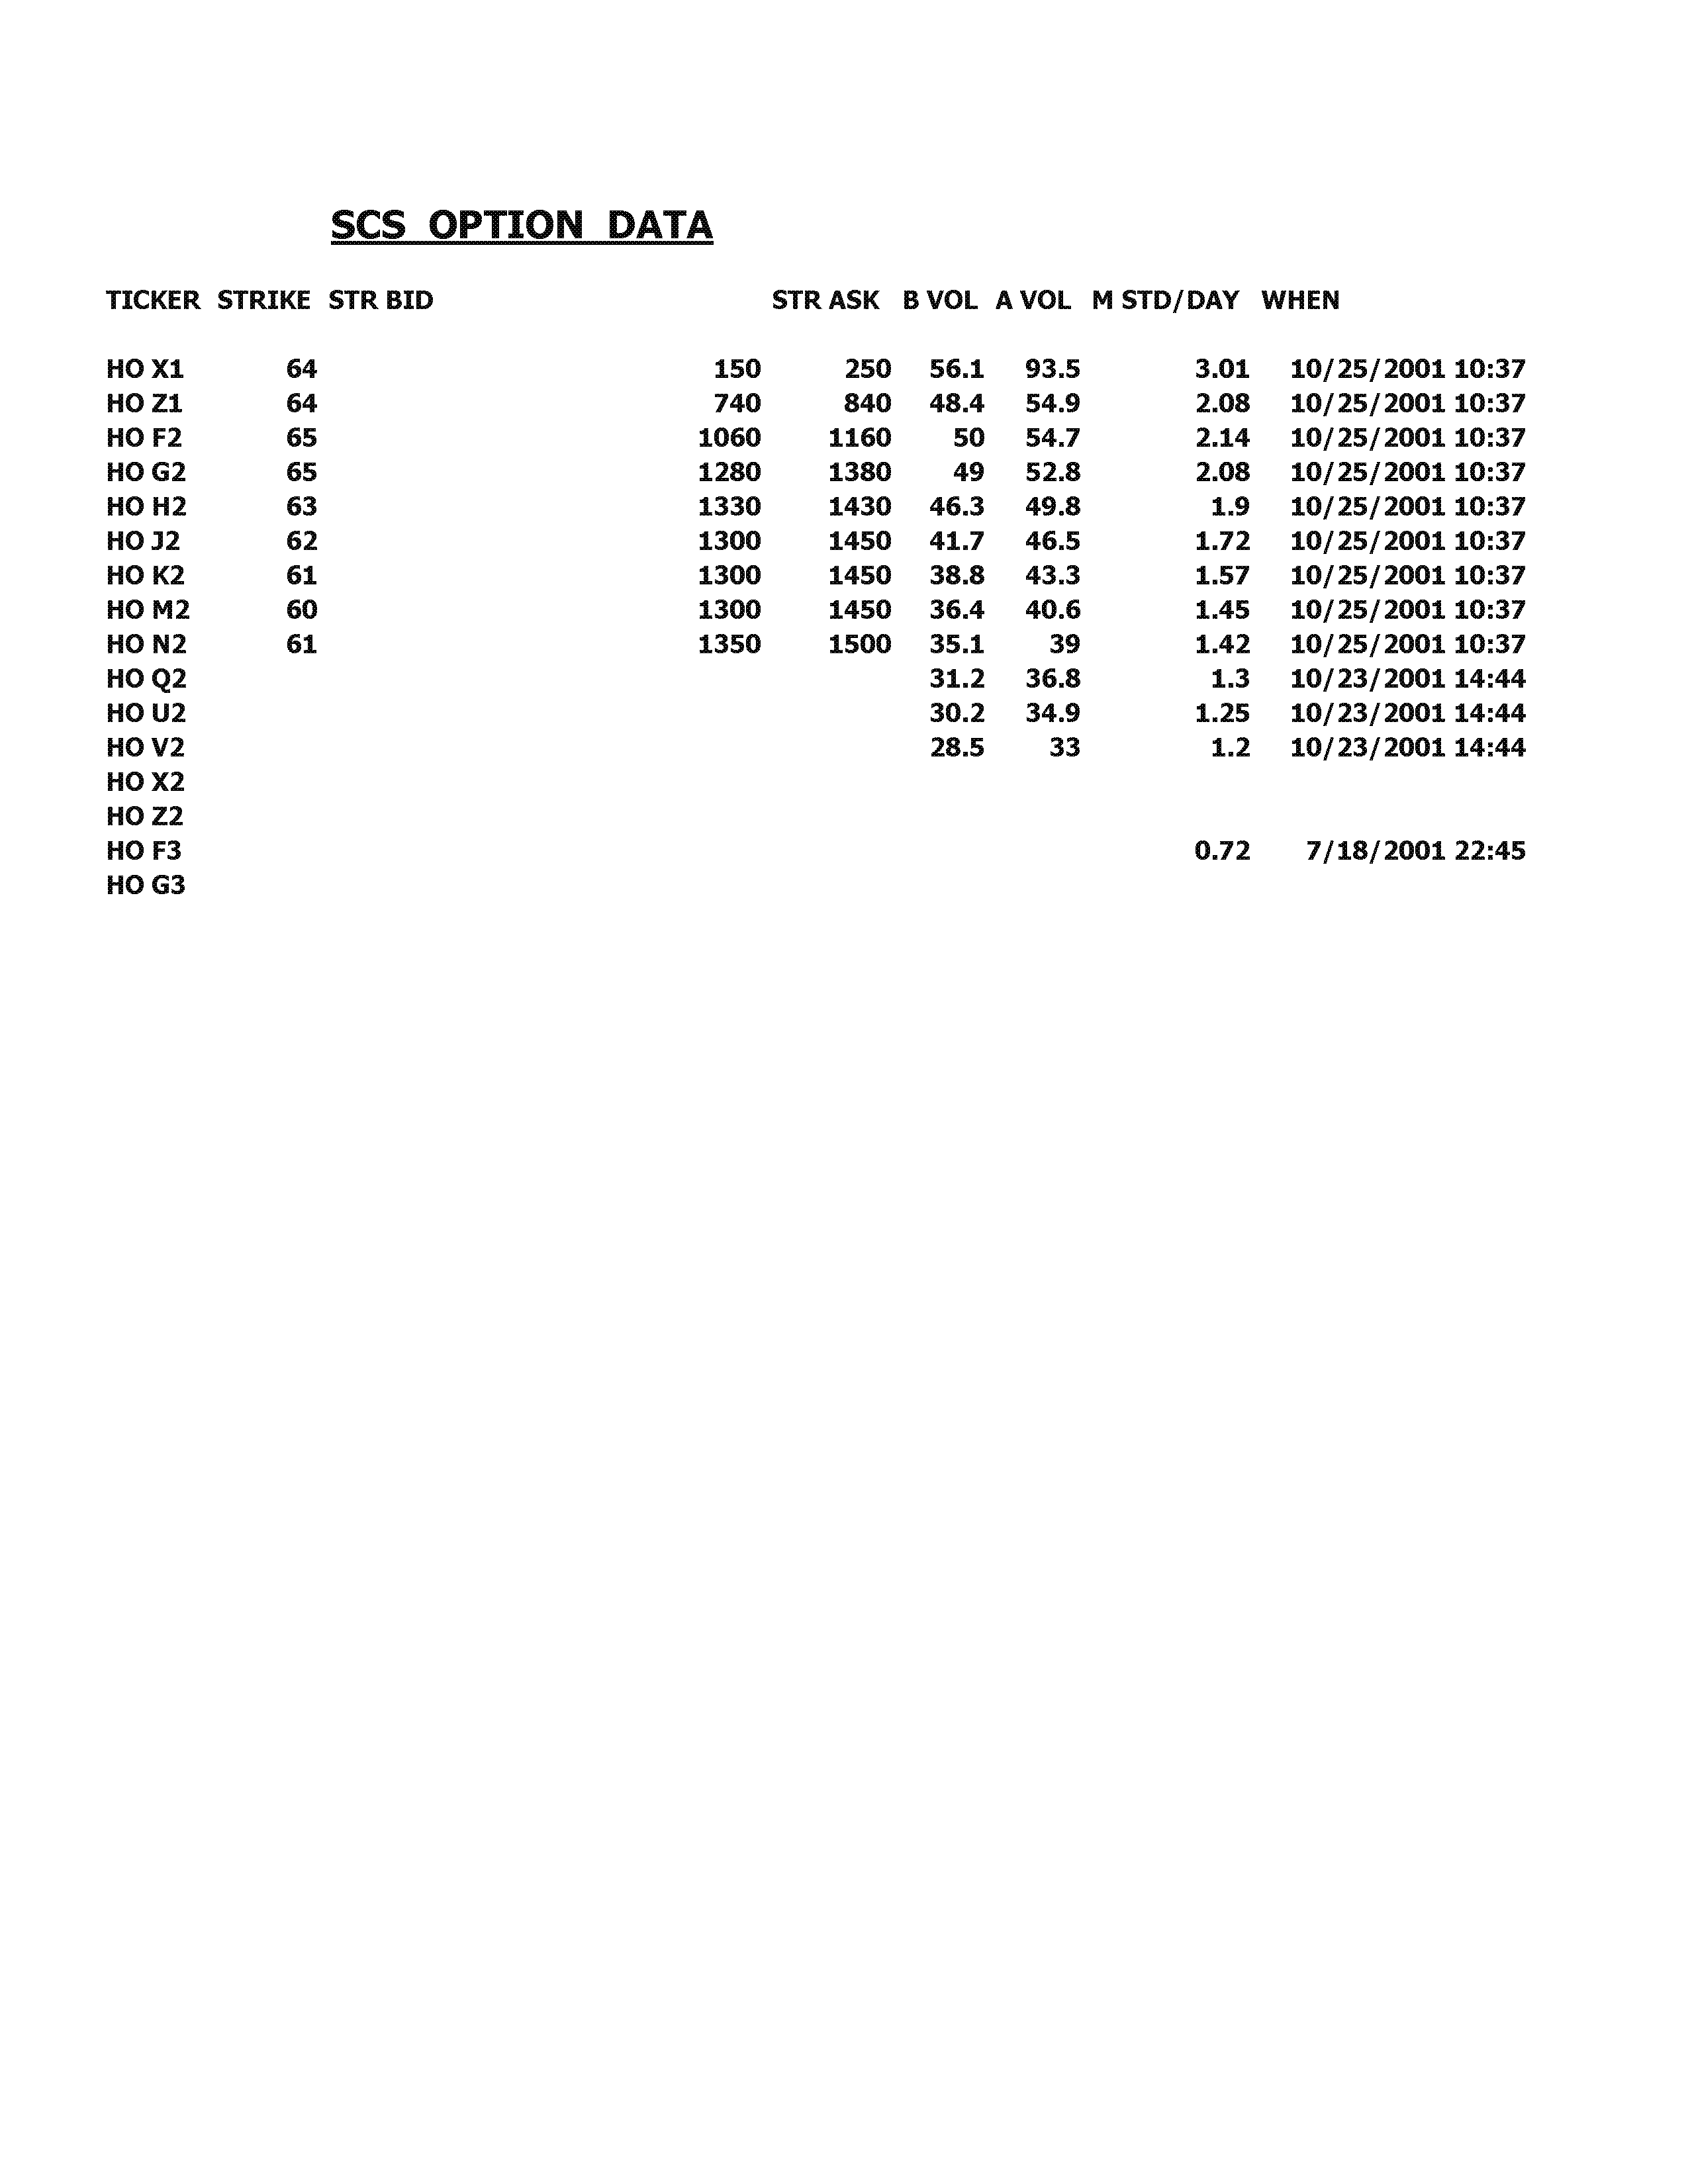 SCS OPTION DATA
TICKER STRIKE STR BID STR ASK B VOL A VOL M STD/DAY WHEN
HO X1 64 150 250 56.1 93.5 3.01 10/25/2001 10:37
HO Z1 64 740 840 48.4 54.9 2.08 10/25/2001 10:37
HO F2 65 1060 1160 50 54.7 2.14 10/25/2001 10:37
HO G2 65 1280 1380 49 52.8 2.08 10/25/2001 10:37
HO H2 63 1330 1430 46.3 49.8 1.9 10/25/2001 10:37
HO J2 62 1300 1450 41.7 46.5 1.72 10/25/2001 10:37
HO K2 61 1300 1450 38.8 43.3 1.57 10/25/2001 10:37
HO M2 60 1300 1450 36.4 40.6 1.45 10/25/2001 10:37
HO N2 61 1350 1500 35.1 39 1.42 10/25/2001 10:37
HO Q2 31.2 36.8 1.3 10/23/2001 14:44
HO U2 30.2 34.9 1.25 10/23/2001 14:44
HO V2 28.5 33 1.2 10/23/2001 14:44
HO X2
HO Z2
HO F3 0.72 7/18/2001 22:45
HO G3